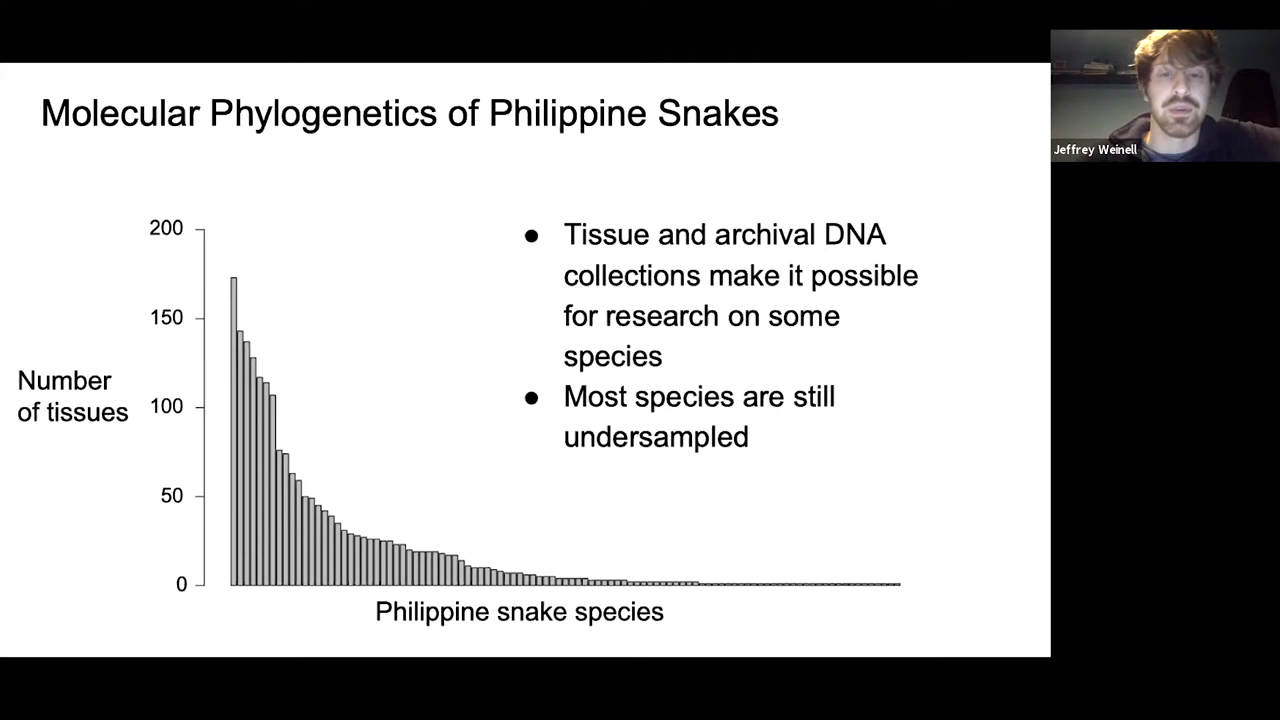 Molecular Phylogenetics of Philippine Snakes
Jeffrey Weinell
200
150
100
50
0
Number
of tissues
Philippine snake species
● Tissue and archival DNA
collections make it possible
for research on some
species
● Most species are still
undersampled